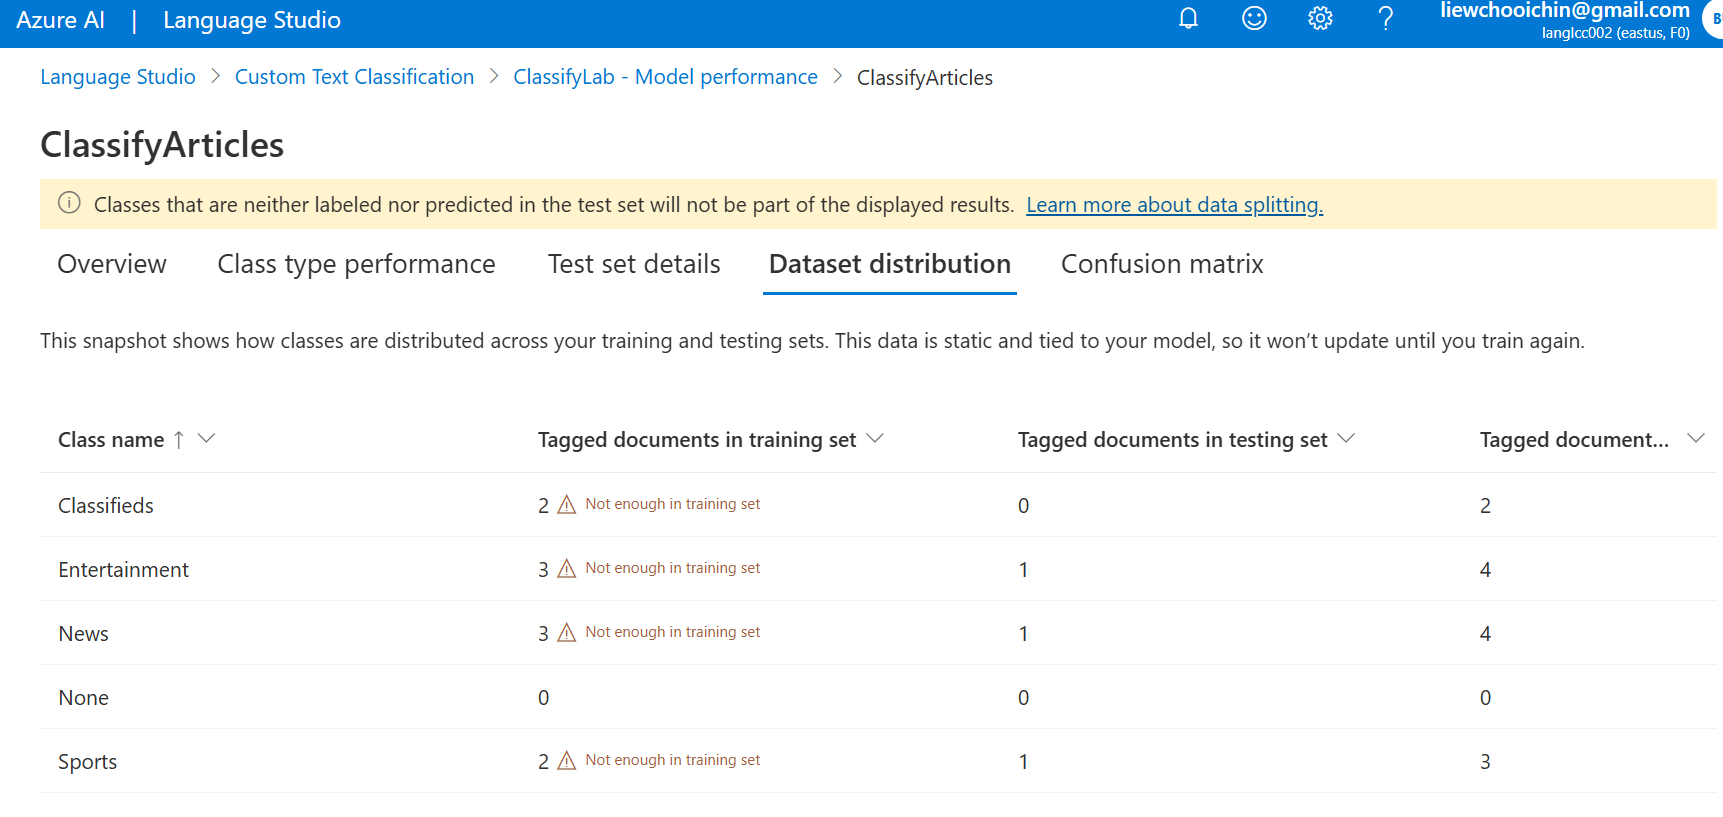 Azure AI | Language Studio
liewchooichin@gmail.com
langlcc002 (eastus, F0)
Language Studio > Custom Text Classification > ClassifyLab - Model performance > ClassifyArticles
ClassifyArticles
Classes that are neither labeled nor predicted in the test set will not be part of the displayed results. Learn more about data splitting.
Overview Class type performance Test set details Dataset distribution Confusion matrix
This snapshot shows how classes are distributed across your training and testing sets. This data is static and tied to your model, so it won’t update until you train again.
Class name ↑ Tagged documents in training set Tagged documents in testing set Tagged document...
Classifieds 2 Not enough in training set 0 2
Entertainment 3 Not enough in training set 1 4
News 3 Not enough in training set 1 4
None 0 0 0
Sports 2 Not enough in training set 1 3